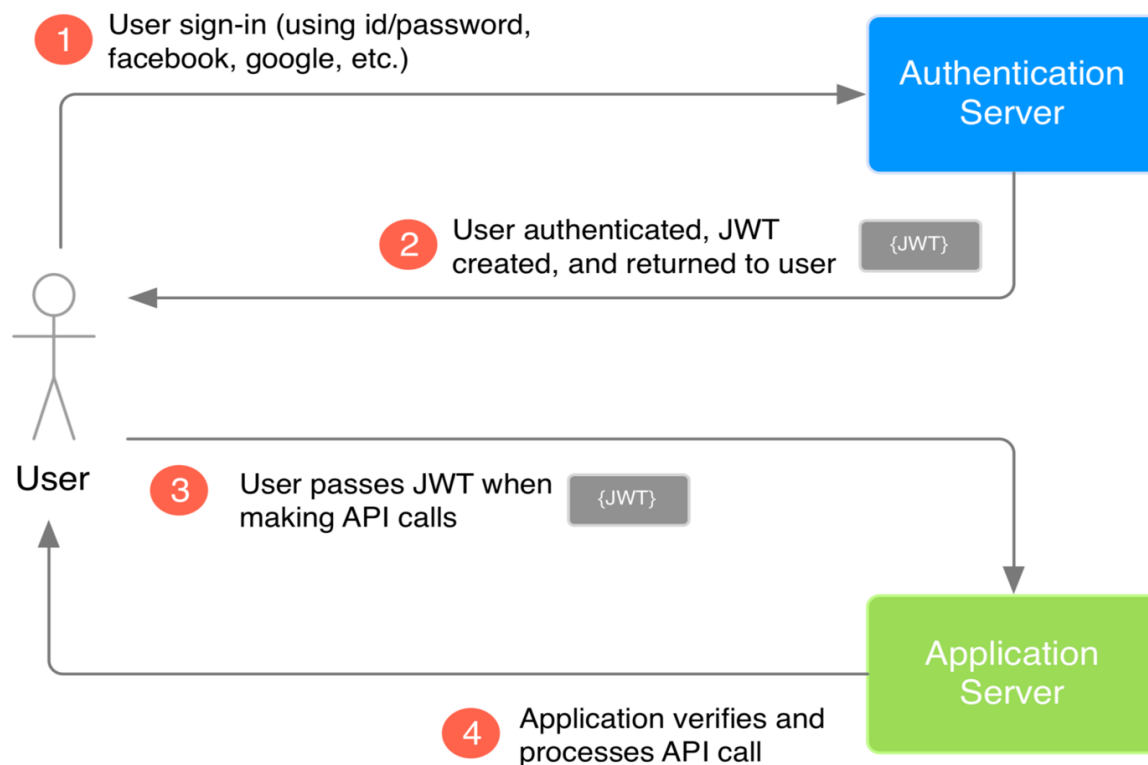 1
User sign-in (using id/password,
facebook, google, etc.)
Authentication
Server
2
User authenticated, JWT
created, and returned to user
{JWT}
User
3
User passes JWT when
making API calls
{JWT}
Application
Server
4
Application verifies and
processes API call